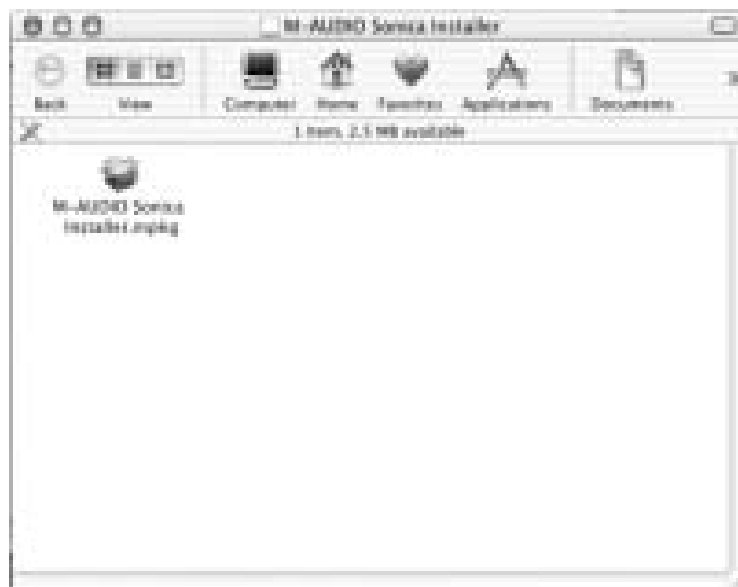 M-AUDIO Sonica Installer
Back
View
Computer
Home
Favorites
Applications
Documents
1 item, 2.5 MB available
M-AUDIO Sonica
Installer.mpkg